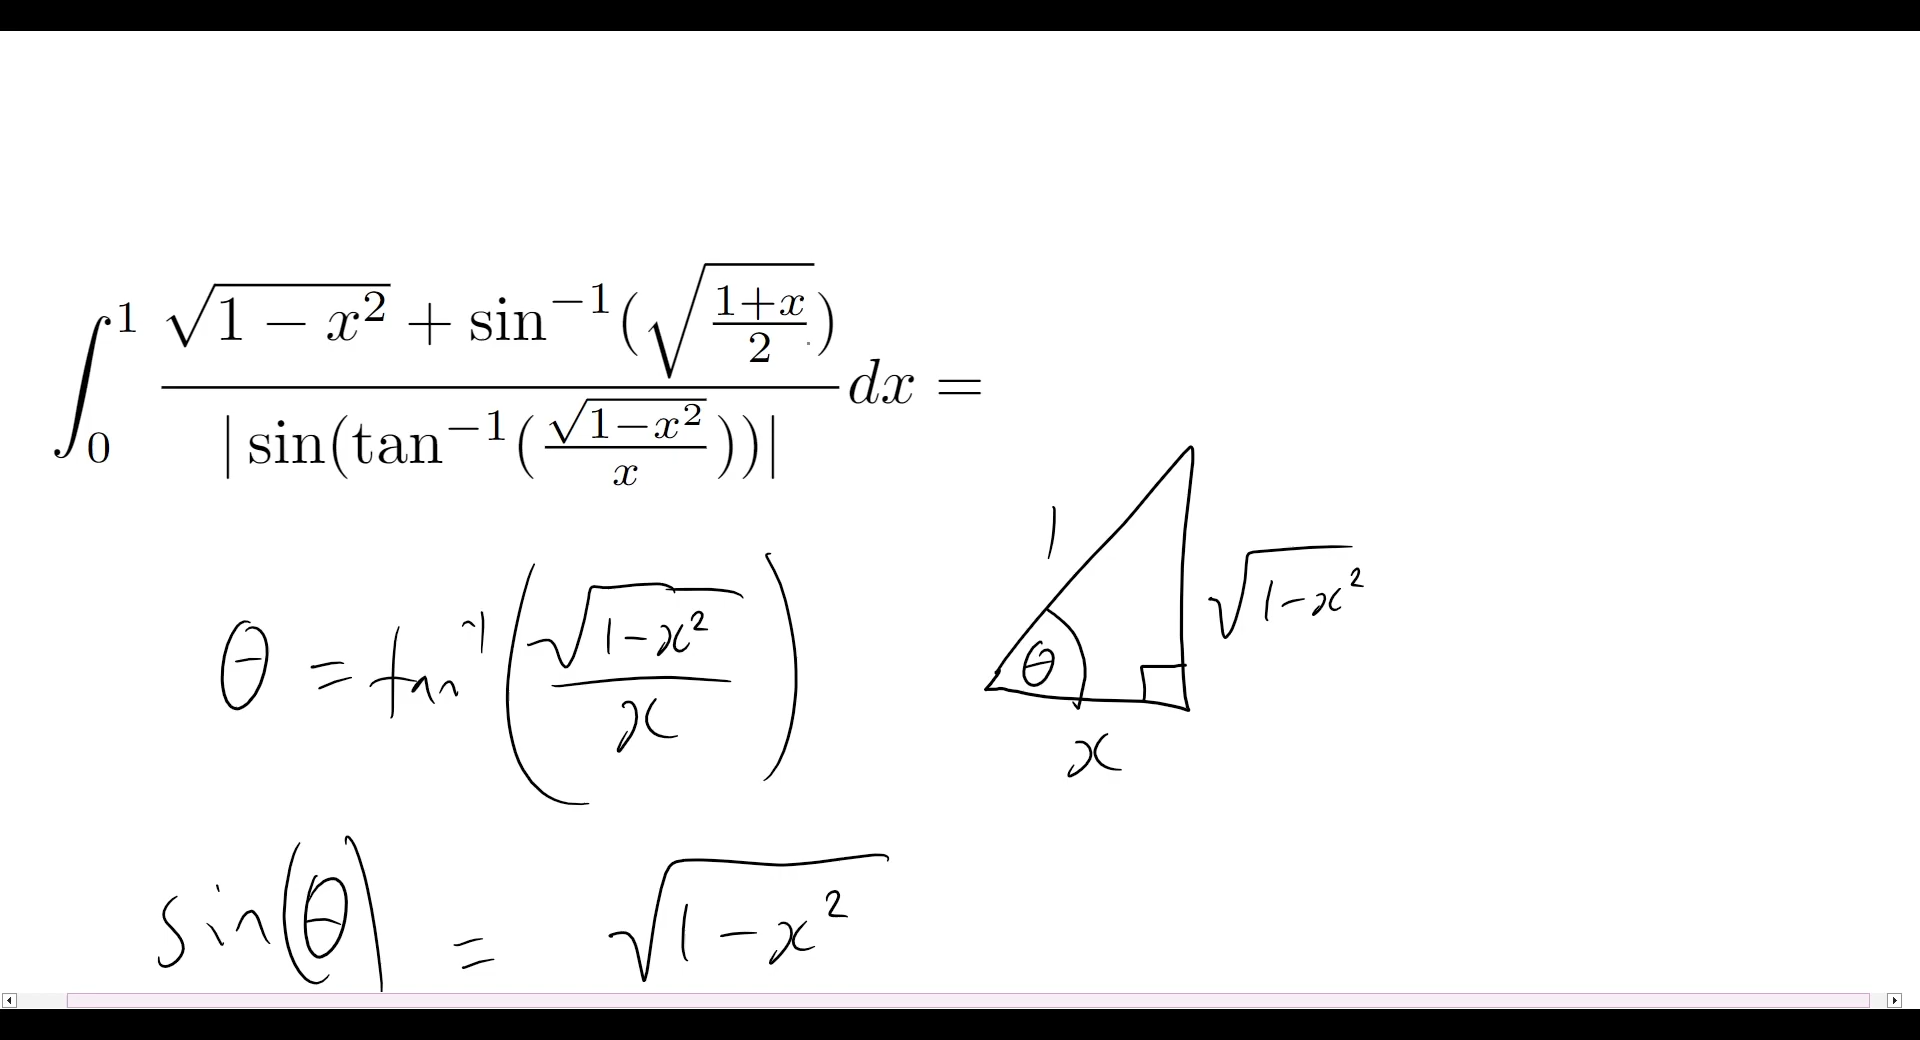 ∫₀¹ (√(1 − x²) + sin⁻¹(√((1+x)/2))) / |sin(tan⁻¹(√(1−x²)/x))| dx =
1
√(1−x²)
θ
x
θ = tan⁻¹(√(1−x²)/x)
sin(θ) = √(1−x²)